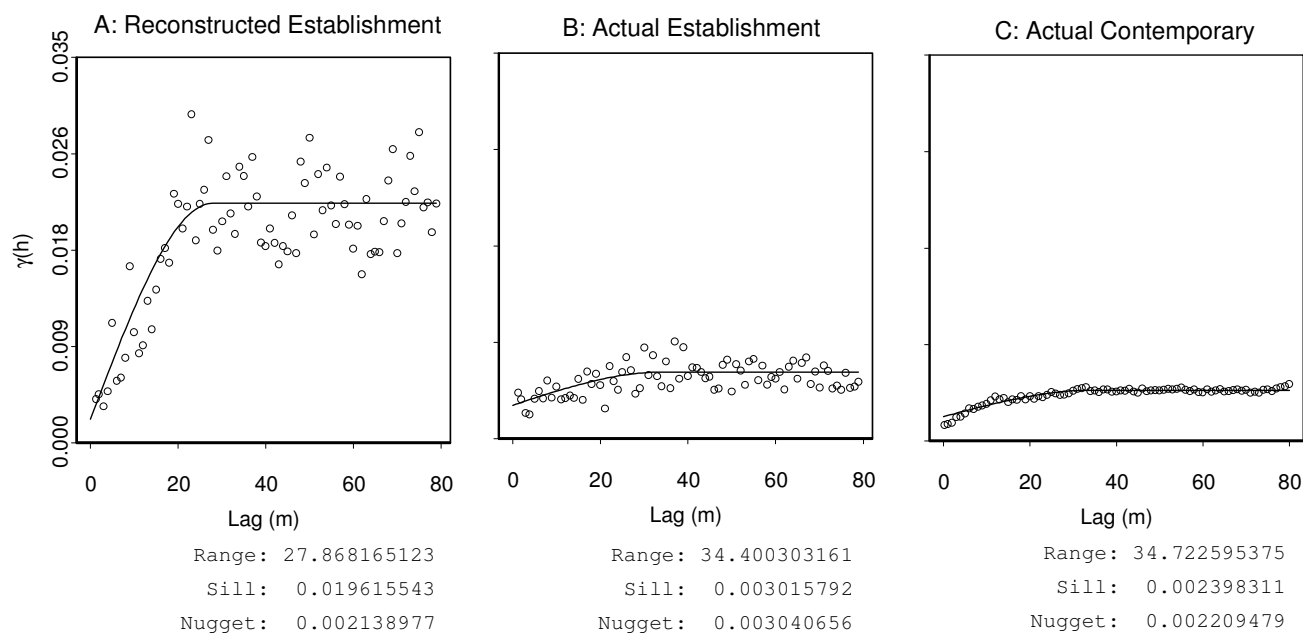 A: Reconstructed Establishment
B: Actual Establishment
C: Actual Contemporary
γ(h)
0.035
0.026
0.018
0.009
0.000
0 20 40 60 80
0 20 40 60 80
0 20 40 60 80
Lag (m)
Lag (m)
Lag (m)
Range: 27.868165123
Sill: 0.019615543
Nugget: 0.002138977
Range: 34.400303161
Sill: 0.003015792
Nugget: 0.003040656
Range: 34.722595375
Sill: 0.002398311
Nugget: 0.002209479